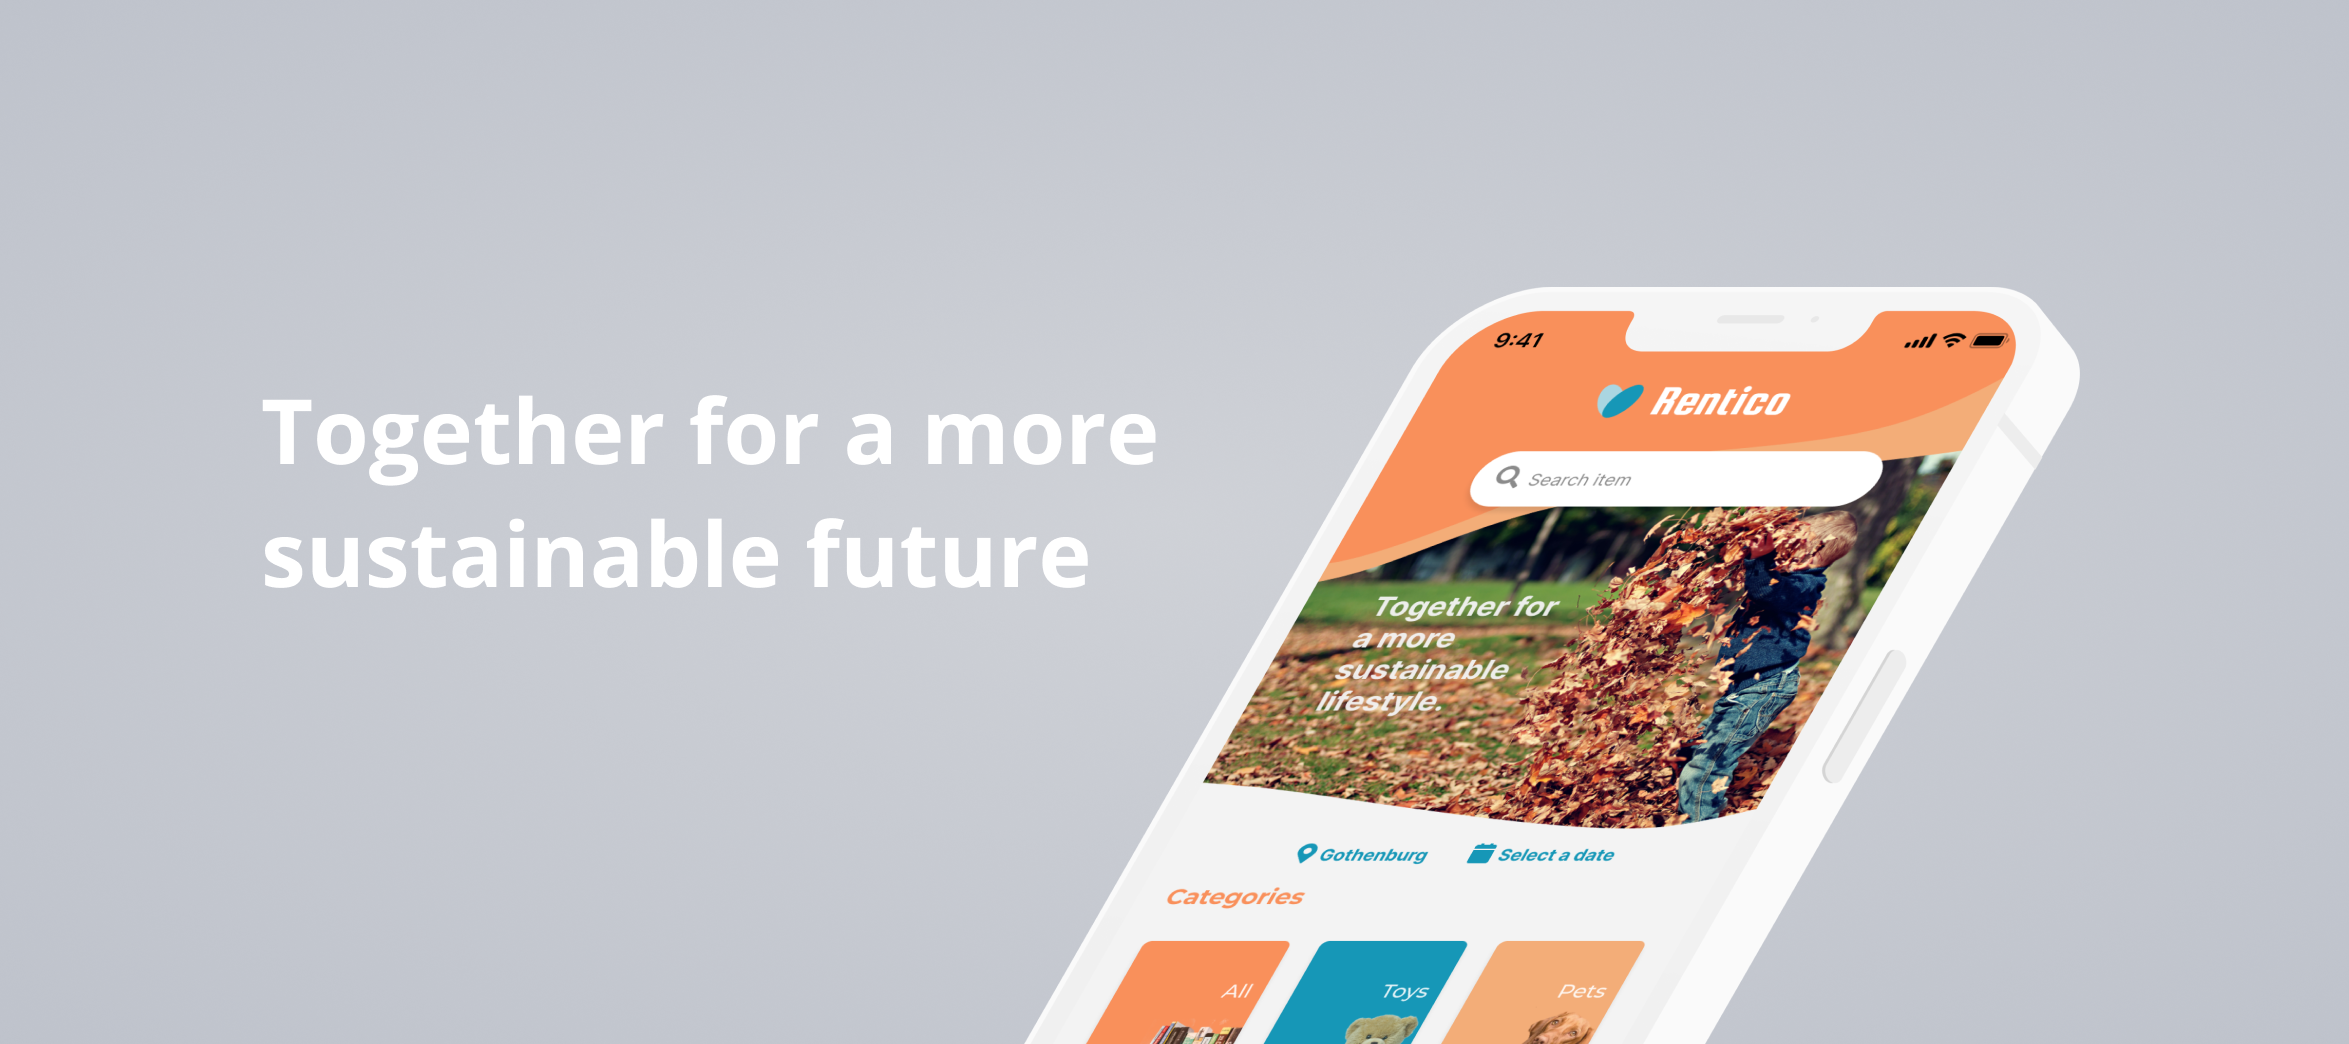 Together for a more
sustainable future
9:41
Rentico
Search item
Together for
a more
sustainable
lifestyle.
Gothenburg
Select a date
Categories
All
Toys
Pets